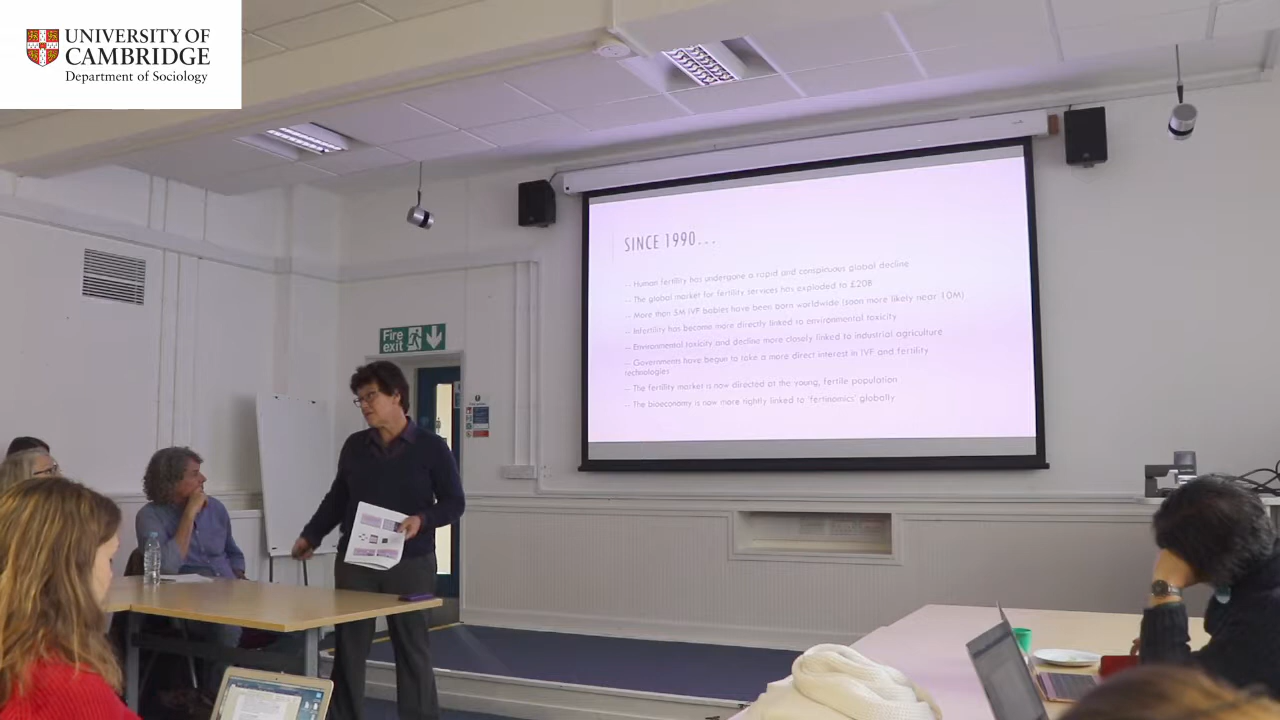 UNIVERSITY OF
CAMBRIDGE
Department of Sociology
SINCE 1990...
-- Human fertility has undergone a rapid and conspicuous global decline
-- The global market for fertility services has exploded to £20B
-- More than 5M IVF babies have been born worldwide (soon more likely near 10M)
-- Infertility has become more directly linked to environmental toxicity
-- Environmental toxicity and decline more closely linked to industrial agriculture
-- Governments have begun to take a more direct interest in IVF and fertility
technologies
-- The fertility market is now directed at the young, fertile population
-- The bioeconomy is now more tightly linked to 'fertinomics' globally
Fire
exit